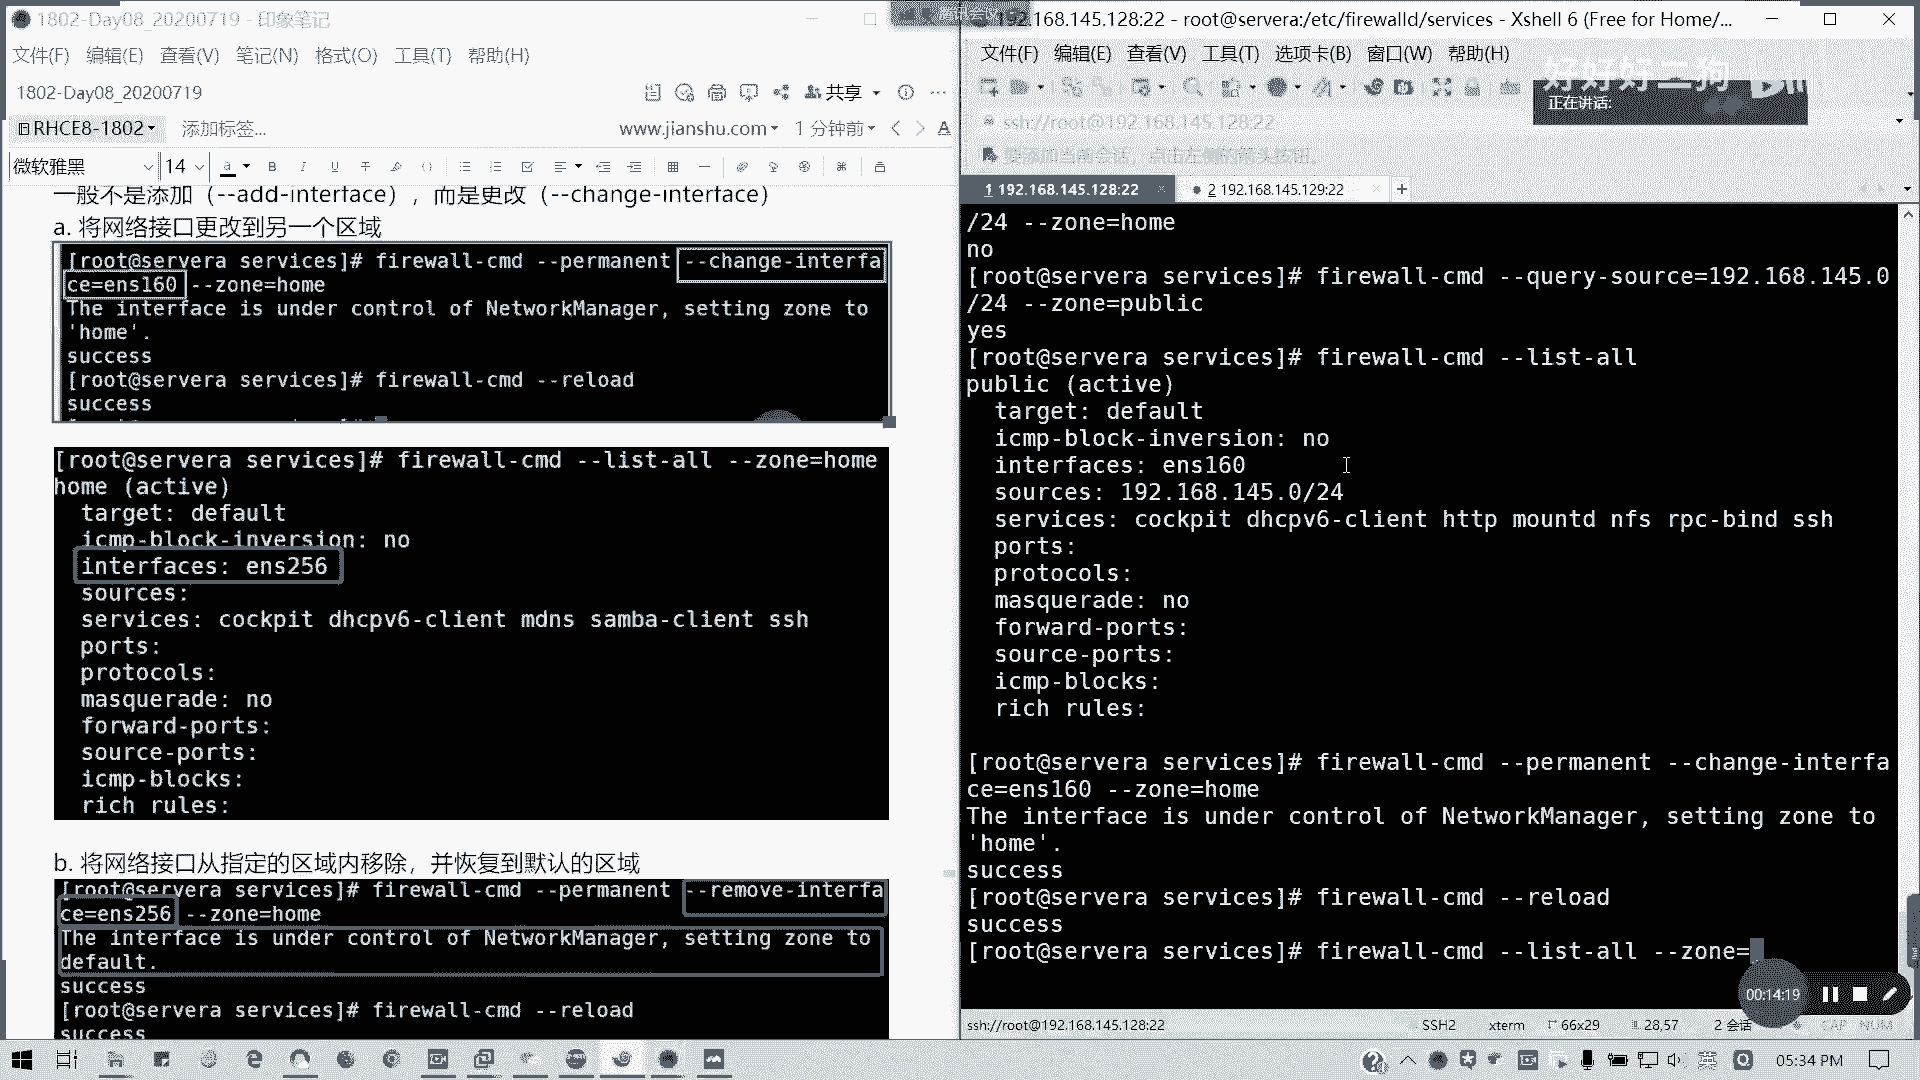 1802-Day08_20200719 - 印象笔记
文件(F) 编辑(E) 查看(V) 笔记(N) 格式(O) 工具(T) 帮助(H)
1802-Day08_20200719
共享
RHCE8-1802
添加标签...
www.jianshu.com
1 分钟前
微软雅黑
14
一般不是添加（--add-interface），而是更改（--change-interface）
a. 将网络接口更改到另一个区域
[root@servera services]# firewall-cmd --permanent --change-interfa
ce=ens160 --zone=home
The interface is under control of NetworkManager, setting zone to
'home'.
success
[root@servera services]# firewall-cmd --reload
success
[root@servera services]# firewall-cmd --list-all --zone=home
home (active)
target: default
icmp-block-inversion: no
interfaces: ens256
sources:
services: cockpit dhcpv6-client mdns samba-client ssh
ports:
protocols:
masquerade: no
forward-ports:
source-ports:
icmp-blocks:
rich rules:
b. 将网络接口从指定的区域内移除，并恢复到默认的区域
[root@servera services]# firewall-cmd --permanent --remove-interfa
ce=ens256 --zone=home
The interface is under control of NetworkManager, setting zone to
default.
success
[root@servera services]# firewall-cmd --reload
success
腾讯会议
192.168.145.128:22 - root@servera:/etc/firewalld/services - Xshell 6 (Free for Home/...
文件(F) 编辑(E) 查看(V) 工具(T) 选项卡(B) 窗口(W) 帮助(H)
好好好二狗
正在讲话:
ssh://root@192.168.145.128:22
要添加当前会话，点击左侧的箭头按钮。
1 192.168.145.128:22
2 192.168.145.129:22
/24 --zone=home
no
[root@servera services]# firewall-cmd --query-source=192.168.145.0
/24 --zone=public
yes
[root@servera services]# firewall-cmd --list-all
public (active)
target: default
icmp-block-inversion: no
interfaces: ens160
sources: 192.168.145.0/24
services: cockpit dhcpv6-client http mountd nfs rpc-bind ssh
ports:
protocols:
masquerade: no
forward-ports:
source-ports:
icmp-blocks:
rich rules:
[root@servera services]# firewall-cmd --permanent --change-interfa
ce=ens160 --zone=home
The interface is under control of NetworkManager, setting zone to
'home'.
success
[root@servera services]# firewall-cmd --reload
success
[root@servera services]# firewall-cmd --list-all --zone=
00:14:19
ssh://root@192.168.145.128:22
SSH2
xterm
66x29
28,57
2 会话
CAP NUM
英
05:34 PM